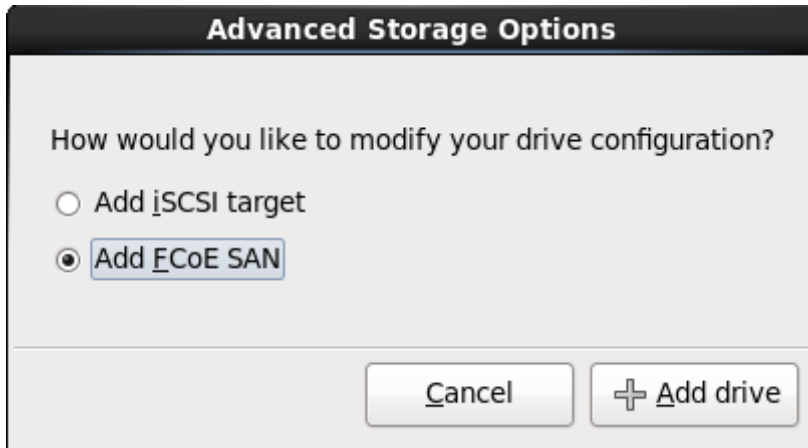 Advanced Storage Options
How would you like to modify your drive configuration?
Add iSCSI target
Add FCoE SAN
Cancel
Add drive